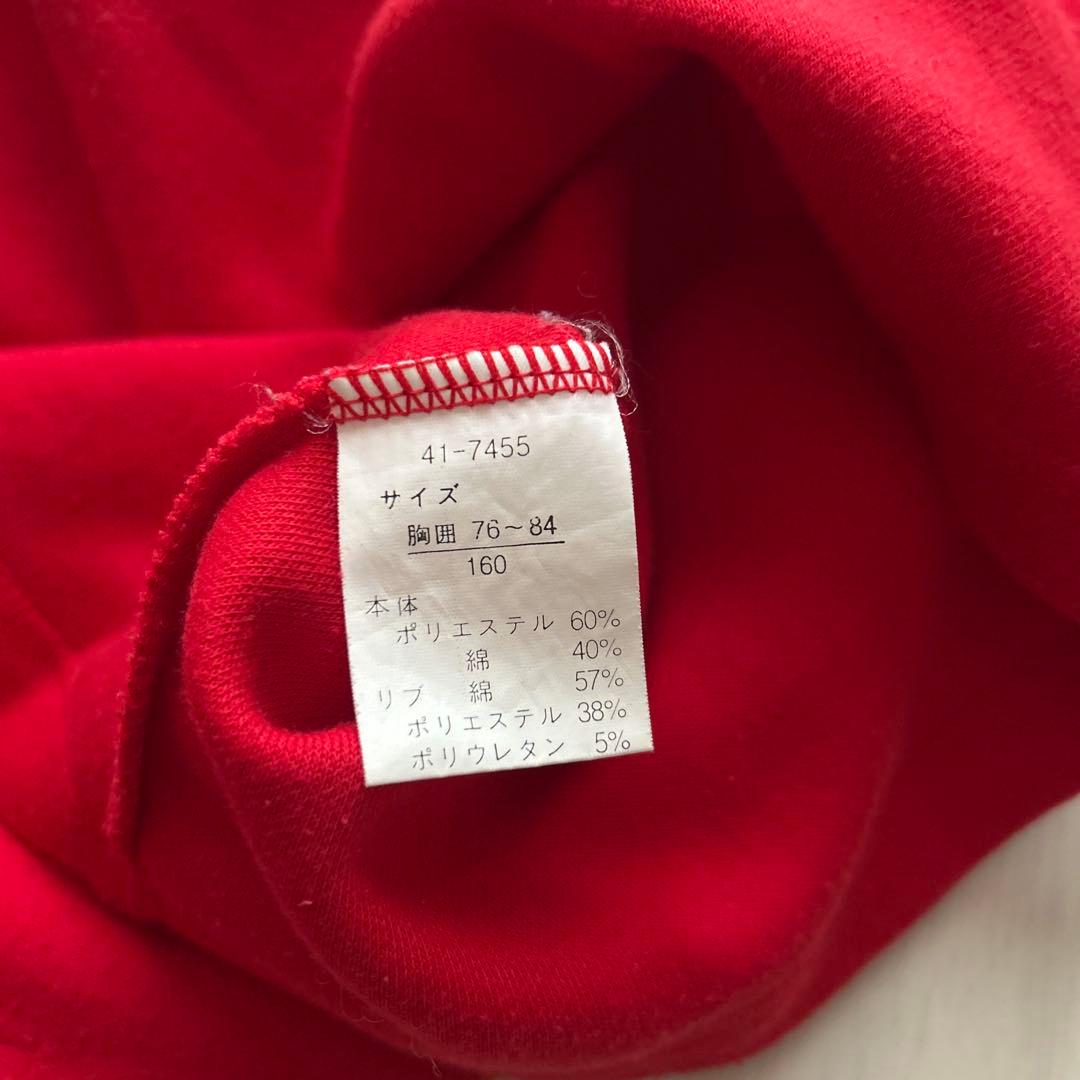 41-7455
サイズ
胸囲 76～84
160
本体
ポリエステル 60%
綿 40%
リブ 綿 57%
ポリエステル 38%
ポリウレタン 5%